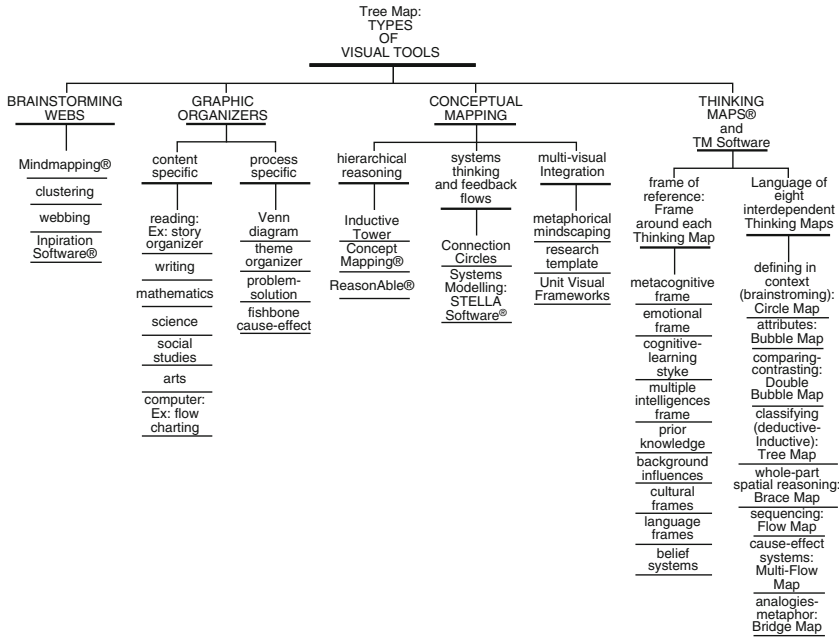 Tree Map:
TYPES
OF
VISUAL TOOLS
BRAINSTORMING
WEBS
Mindmapping®
clustering
webbing
Inpiration
Software®
GRAPHIC
ORGANIZERS
content
specific
reading:
Ex: story
organizer
writing
mathematics
science
social
studies
arts
computer:
Ex: flow
charting
process
specific
Venn
diagram
theme
organizer
problem-
solution
fishbone
cause-effect
CONCEPTUAL
MAPPING
hierarchical
reasoning
Inductive
Tower
Concept
Mapping®
ReasonAble®
systems
thinking
and feedback
flows
Connection
Circles
Systems
Modelling:
STELLA
Software®
multi-visual
Integration
metaphorical
mindscaping
research
template
Unit Visual
Frameworks
THINKING
MAPS®
and
TM Software
frame of
reference:
Frame
around each
Thinking Map
metacognitive
frame
emotional
frame
cognitive-
learning
styke
multiple
intelligences
frame
prior
knowledge
background
influences
cultural
frames
language
frames
belief
systems
Language of
eight
interdependent
Thinking Maps
defining in
context
(brainstroming):
Circle Map
attributes:
Bubble Map
comparing-
contrasting:
Double
Bubble Map
classifying
(deductive-
Inductive):
Tree Map
whole-part
spatial reasoning:
Brace Map
sequencing:
Flow Map
cause-effect
systems:
Multi-Flow
Map
analogies-
metaphor:
Bridge Map